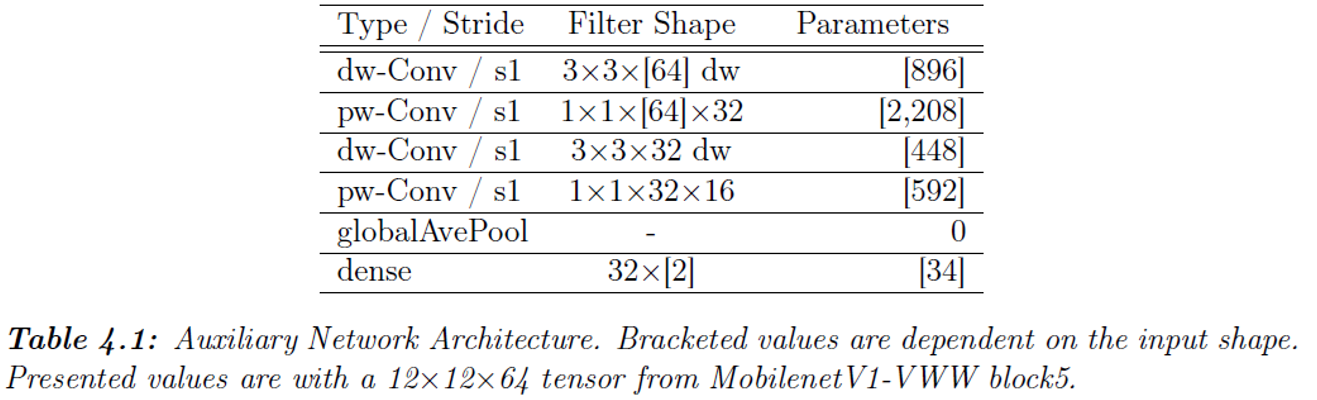 Type / Stride Filter Shape Parameters
dw-Conv / s1 3×3×[64] dw [896]
pw-Conv / s1 1×1×[64]×32 [2,208]
dw-Conv / s1 3×3×32 dw [448]
pw-Conv / s1 1×1×32×16 [592]
globalAvePool - 0
dense 32×[2] [34]
Table 4.1: Auxiliary Network Architecture. Bracketed values are dependent on the input shape.
Presented values are with a 12×12×64 tensor from MobilenetV1-VWW block5.